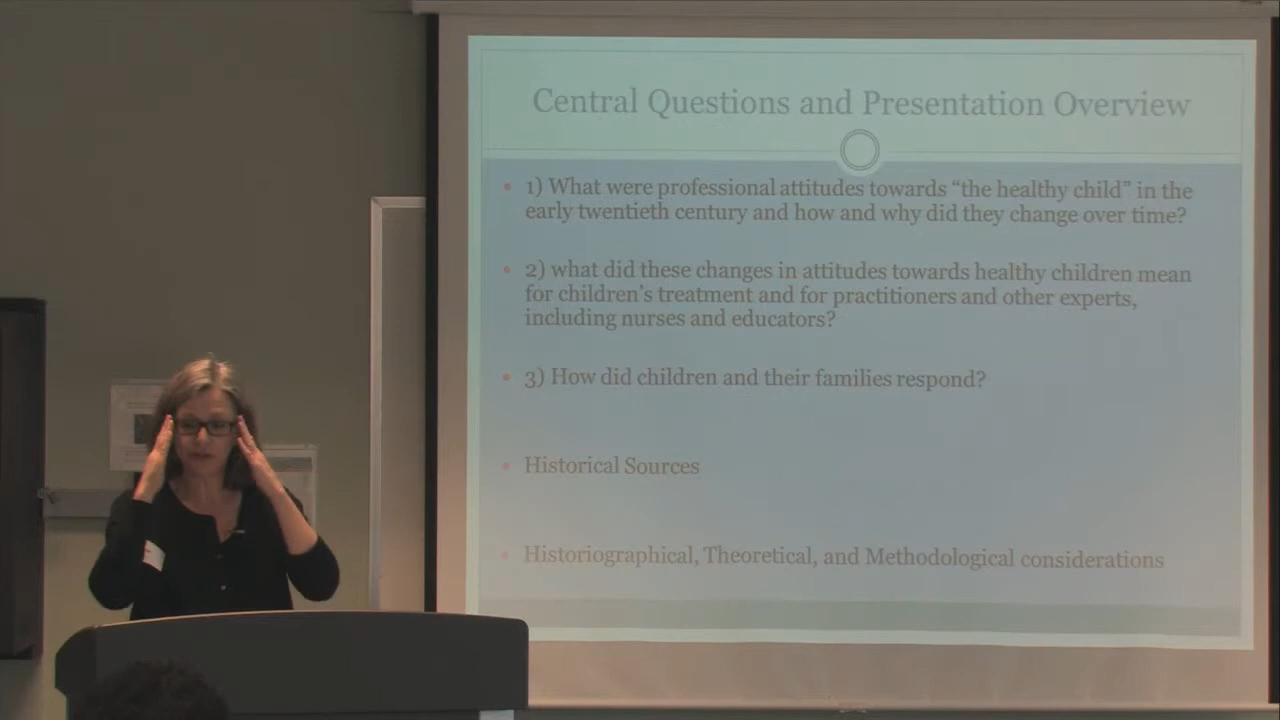 Central Questions and Presentation Overview
• 1) What were professional attitudes towards “the healthy child” in the
early twentieth century and how and why did they change over time?
• 2) what did these changes in attitudes towards healthy children mean
for children’s treatment and for practitioners and other experts,
including nurses and educators?
• 3) How did children and their families respond?
• Historical Sources
• Historiographical, Theoretical, and Methodological considerations